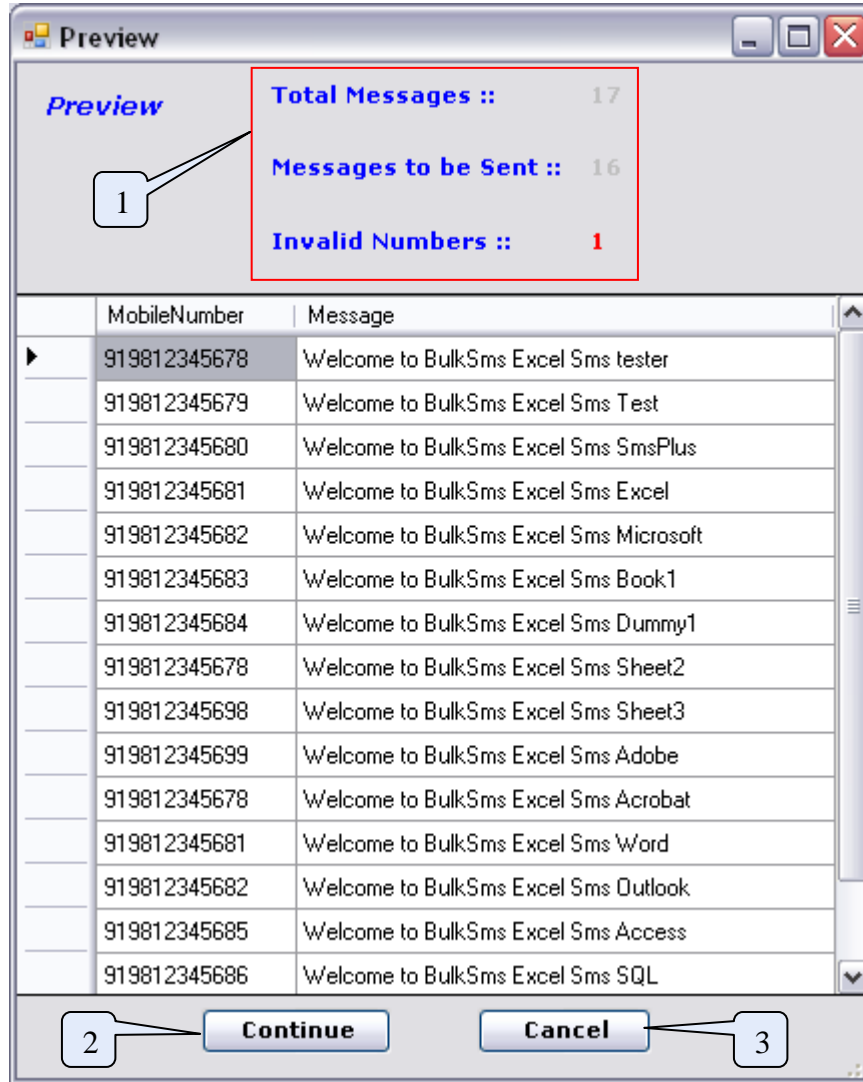 Preview
Preview
Total Messages :: 17
1
Messages to be Sent :: 16
Invalid Numbers :: 1
MobileNumber Message
919812345678 Welcome to BulkSms Excel Sms tester
919812345679 Welcome to BulkSms Excel Sms Test
919812345680 Welcome to BulkSms Excel Sms SmsPlus
919812345681 Welcome to BulkSms Excel Sms Excel
919812345682 Welcome to BulkSms Excel Sms Microsoft
919812345683 Welcome to BulkSms Excel Sms Book1
919812345684 Welcome to BulkSms Excel Sms Dummy1
919812345678 Welcome to BulkSms Excel Sms Sheet2
919812345698 Welcome to BulkSms Excel Sms Sheet3
919812345699 Welcome to BulkSms Excel Sms Adobe
919812345678 Welcome to BulkSms Excel Sms Acrobat
919812345681 Welcome to BulkSms Excel Sms Word
919812345682 Welcome to BulkSms Excel Sms Outlook
919812345685 Welcome to BulkSms Excel Sms Access
919812345686 Welcome to BulkSms Excel Sms SQL
2 Continue Cancel 3